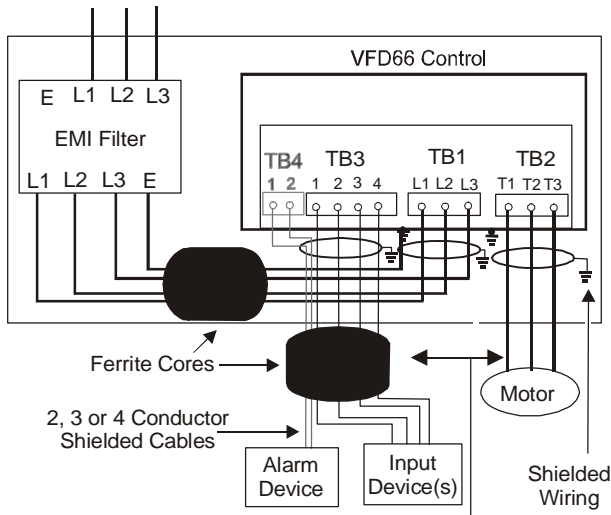 VFD66 Control
E L1 L2 L3
EMI Filter
L1 L2 L3 E
TB4 TB3 TB1 TB2
1 2 1 2 3 4 L1 L2 L3 T1 T2 T3
Ferrite Cores
Motor
2, 3 or 4 Conductor
Shielded Cables
Alarm
Device
Input
Device(s)
Shielded
Wiring